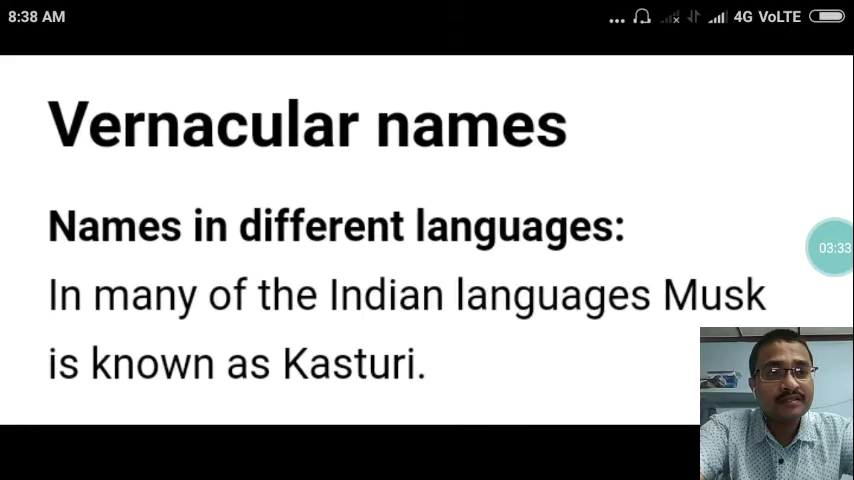 8:38 AM
... 4G VoLTE
Vernacular names
Names in different languages:
03:33
In many of the Indian languages Musk
is known as Kasturi.